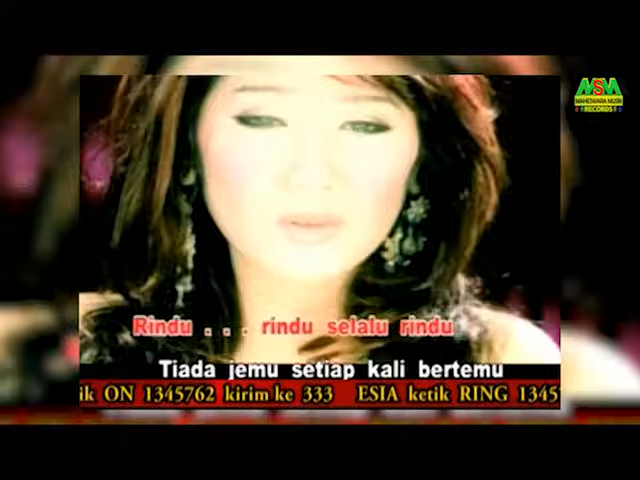 MSM
MAHESWARA MUSIK
RECORDS
Rindu . . . rindu selalu rindu
Tiada jemu setiap kali bertemu
ik ON 1345762 kirim ke 333 ESIA ketik RING 1345